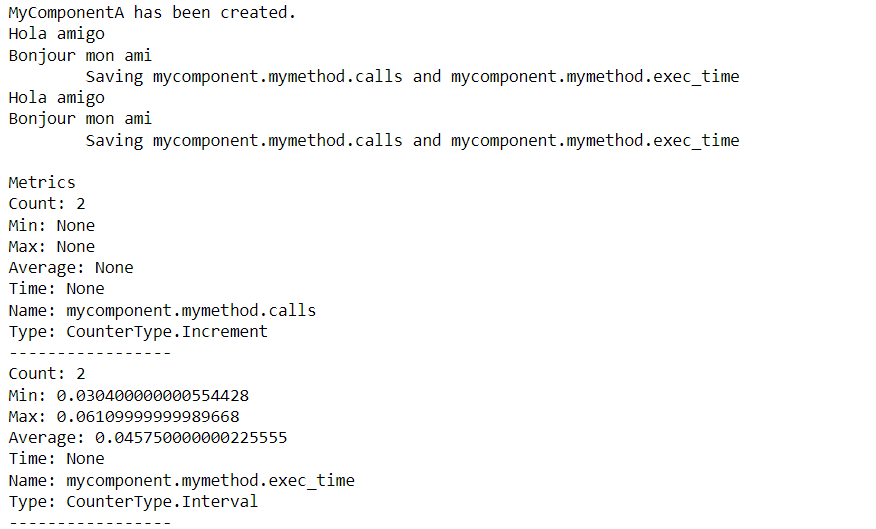 MyComponentA has been created.
Hola amigo
Bonjour mon ami
        Saving mycomponent.mymethod.calls and mycomponent.mymethod.exec_time
Hola amigo
Bonjour mon ami
        Saving mycomponent.mymethod.calls and mycomponent.mymethod.exec_time

Metrics
Count: 2
Min: None
Max: None
Average: None
Time: None
Name: mycomponent.mymethod.calls
Type: CounterType.Increment
-----------------
Count: 2
Min: 0.030400000000554428
Max: 0.06109999999989668
Average: 0.045750000000225555
Time: None
Name: mycomponent.mymethod.exec_time
Type: CounterType.Interval
-----------------